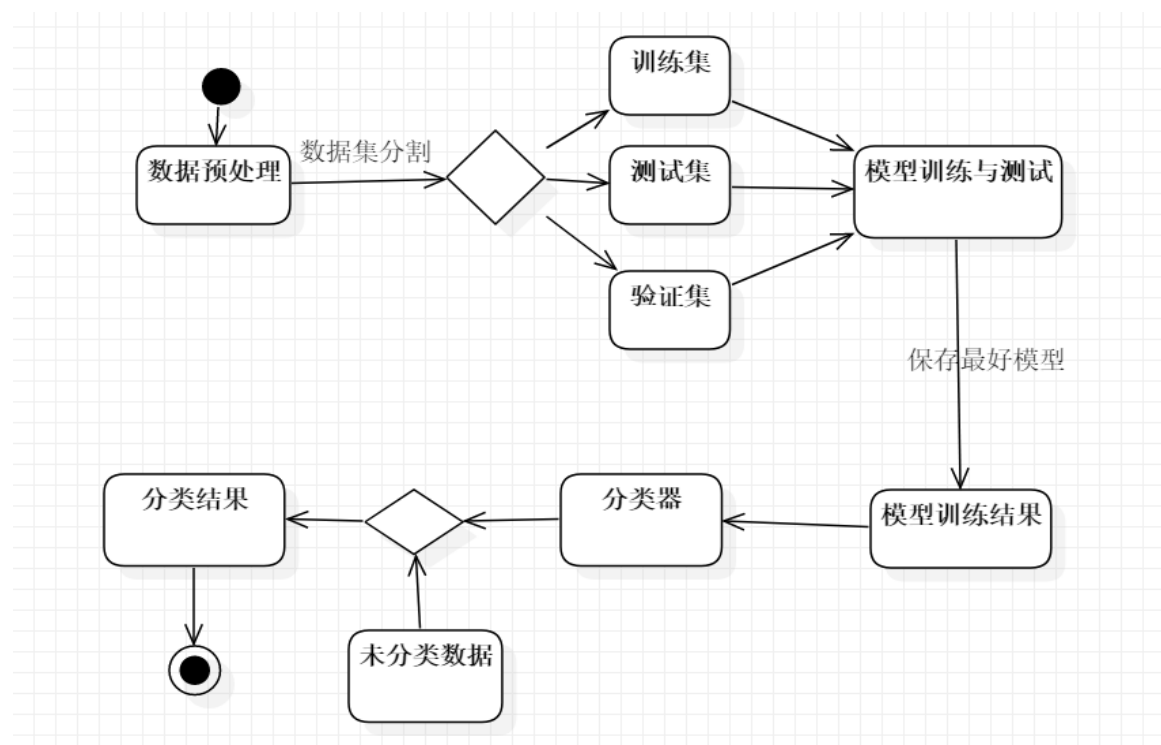 训练集
数据预处理
数据集分割
测试集
模型训练与测试
验证集
保存最好模型
分类结果
分类器
模型训练结果
未分类数据